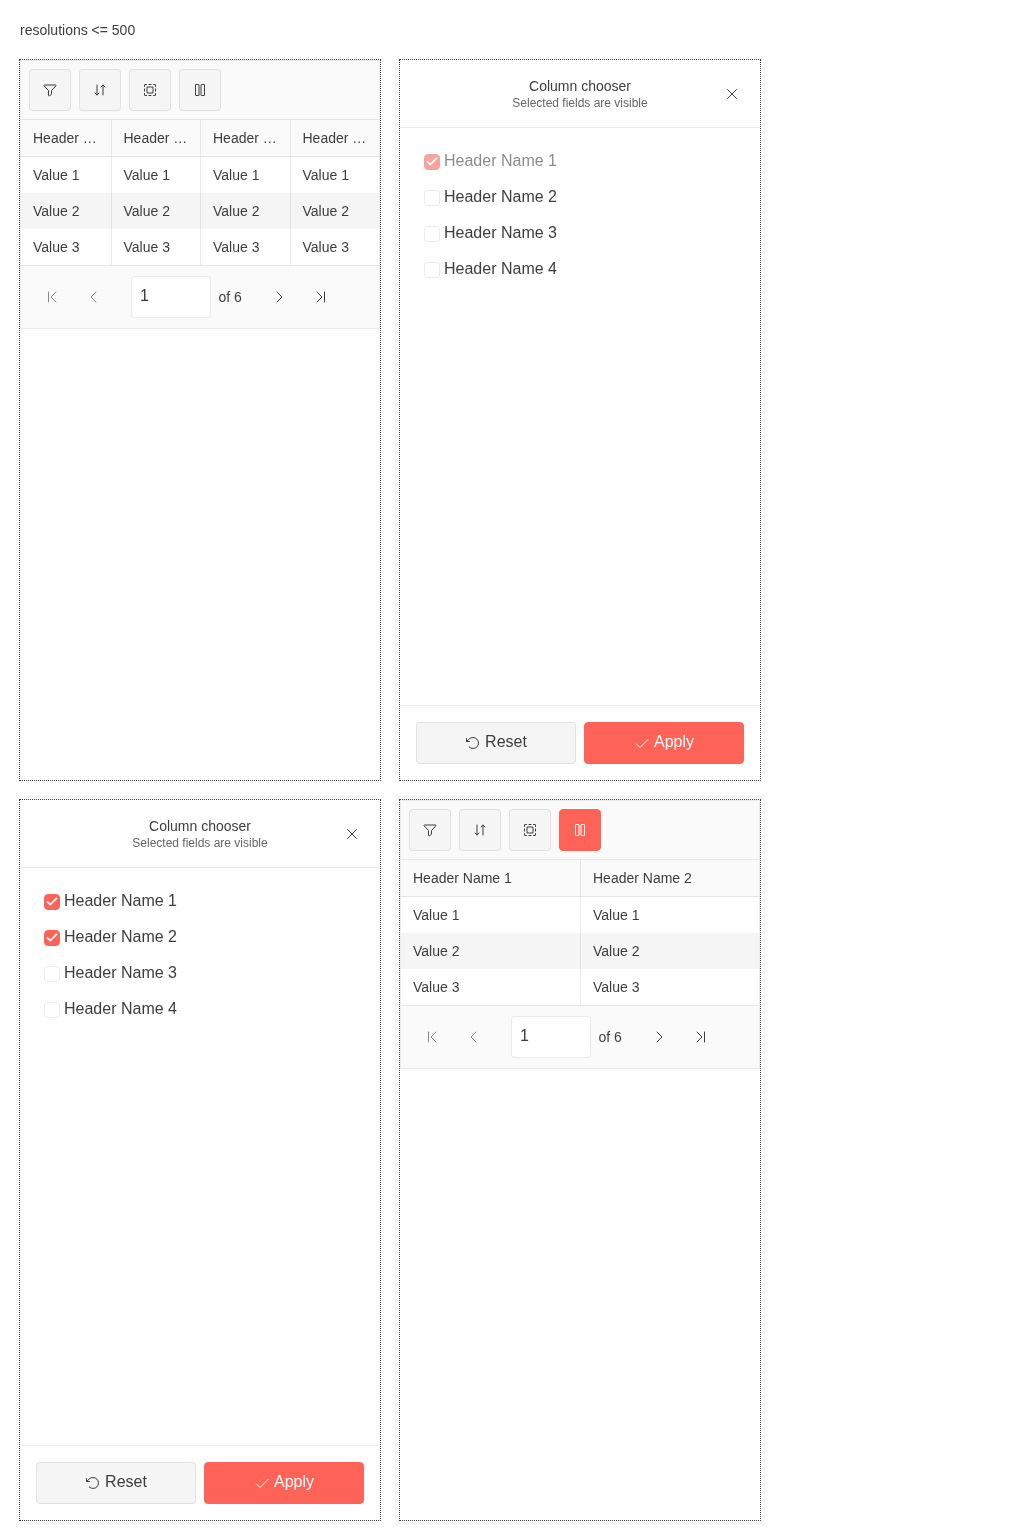 resolutions <= 500
Header ... Header ... Header ... Header ...
Value 1 Value 1 Value 1 Value 1
Value 2 Value 2 Value 2 Value 2
Value 3 Value 3 Value 3 Value 3
1 of 6
Column chooser
Selected fields are visible
Header Name 1
Header Name 2
Header Name 3
Header Name 4
Reset Apply
Column chooser
Selected fields are visible
Header Name 1
Header Name 2
Header Name 3
Header Name 4
Reset Apply
Header Name 1 Header Name 2
Value 1 Value 1
Value 2 Value 2
Value 3 Value 3
1 of 6